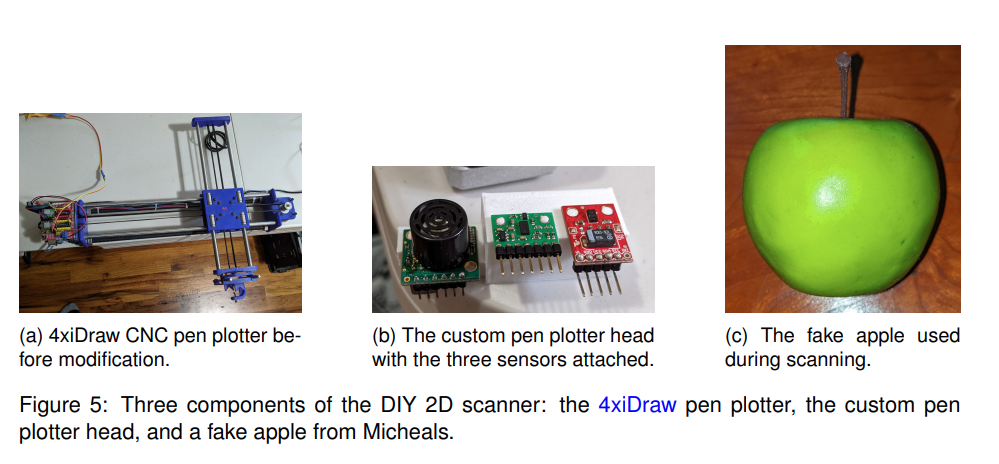 (a) 4xiDraw CNC pen plotter be-
fore modification.
(b) The custom pen plotter head
with the three sensors attached.
(c) The fake apple used
during scanning.
Figure 5: Three components of the DIY 2D scanner: the 4xiDraw pen plotter, the custom pen
plotter head, and a fake apple from Micheals.